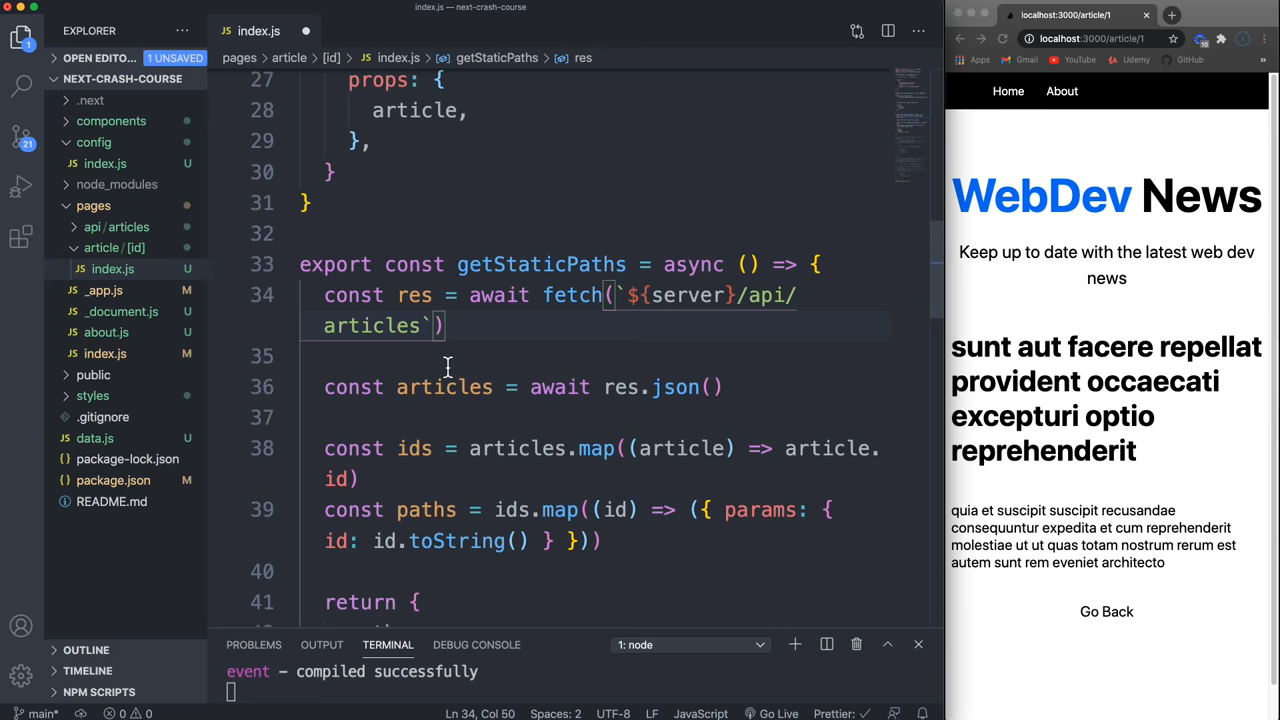 index.js — next-crash-course
EXPLORER
OPEN EDITO... 1 UNSAVED
NEXT-CRASH-COURSE
.next
components
config
index.js U
node_modules
pages
api / articles
article / [id]
index.js U
_app.js M
_document.js U
about.js U
index.js M
public
styles
.gitignore
data.js U
package-lock.json
package.json M
README.md
OUTLINE
TIMELINE
NPM SCRIPTS
1
21
index.js
pages > article > [id] > index.js > getStaticPaths > res
27 props: {
28 article,
29 },
30 }
31 }
32
33 export const getStaticPaths = async () => {
34 const res = await fetch(`${server}/api/
articles`)
35
36 const articles = await res.json()
37
38 const ids = articles.map((article) => article.
id)
39 const paths = ids.map((id) => ({ params: {
id: id.toString() } }))
40
41 return {
PROBLEMS OUTPUT TERMINAL DEBUG CONSOLE 1: node
event - compiled successfully
main* 0 0 Ln 34, Col 50 Spaces: 2 UTF-8 LF JavaScript Go Live Prettier: ✓
localhost:3000/article/1
localhost:3000/article/1
10
Apps Gmail YouTube Udemy GitHub »
Home About
WebDev News
Keep up to date with the latest web dev
news
sunt aut facere repellat
provident occaecati
excepturi optio
reprehenderit
quia et suscipit suscipit recusandae
consequuntur expedita et cum reprehenderit
molestiae ut ut quas totam nostrum rerum est
autem sunt rem eveniet architecto
Go Back